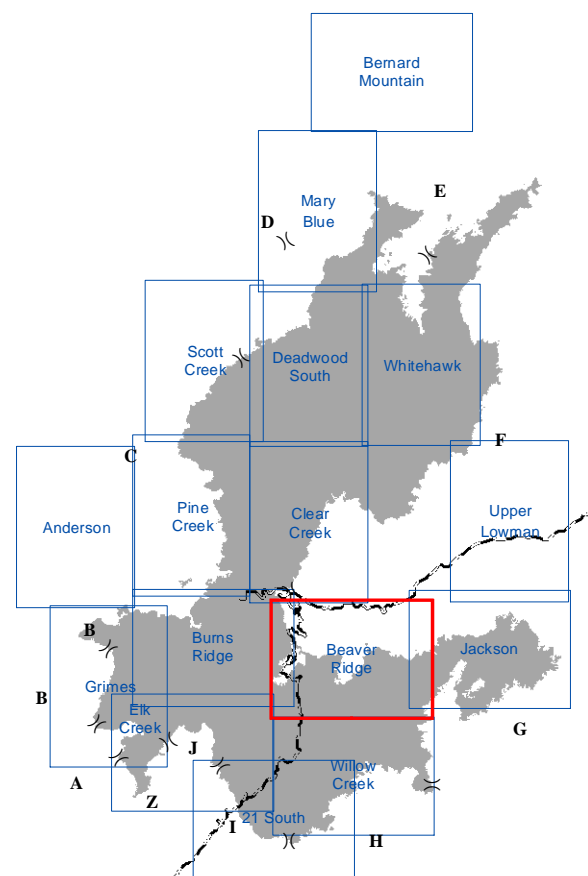 Bernard
Mountain
E
Mary
Blue
D
Scott
Creek
Deadwood
South
Whitehawk
F
C
Pine
Creek
Upper
Lowman
Anderson
Clear
Creek
B
Burns
Ridge
Beaver
Ridge
Jackson
B
Grimes
Elk
Creek
G
J
Willow
Creek
A
Z
I
21 South
H